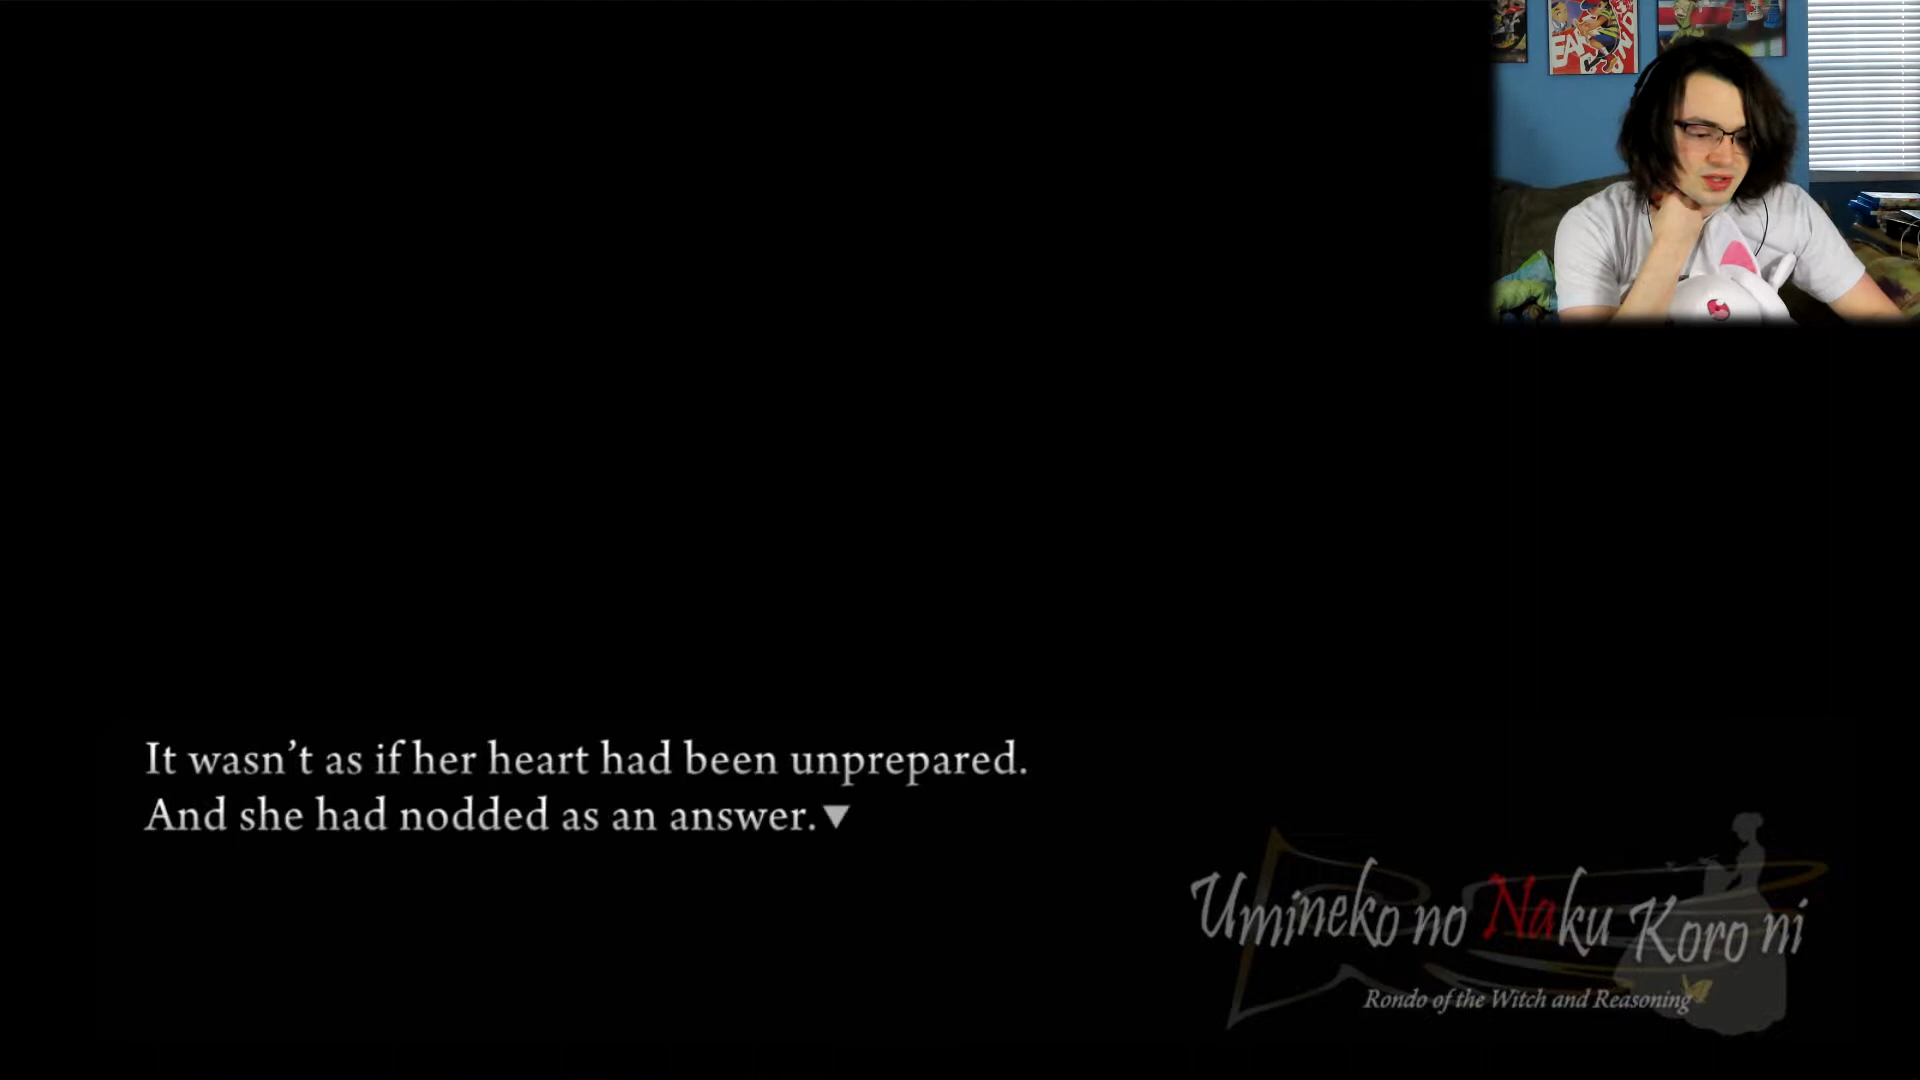 It wasn't as if her heart had been unprepared.
And she had nodded as an answer.
Umineko no Naku Koro ni
Rondo of the Witch and Reasoning